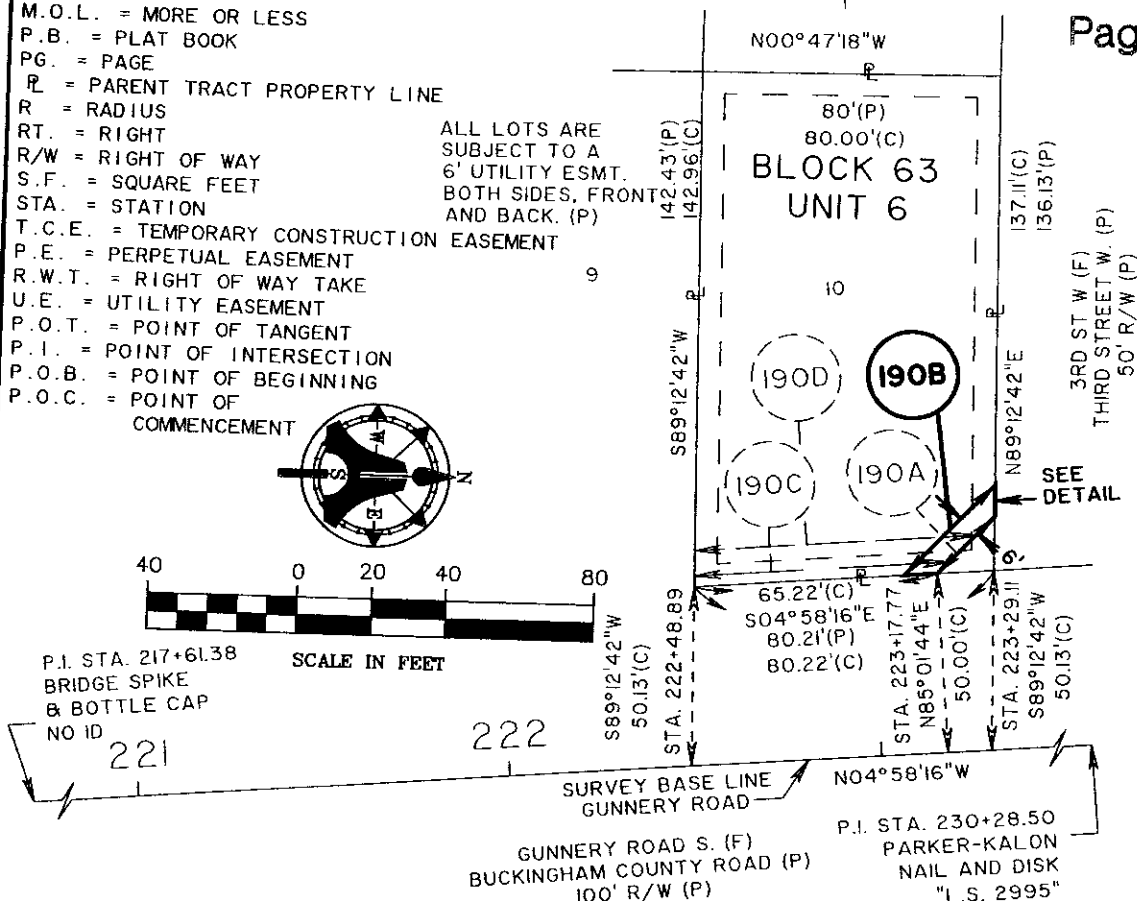 M.O.L. = MORE OR LESS
P.B. = PLAT BOOK
PG. = PAGE
PL = PARENT TRACT PROPERTY LINE
R = RADIUS
RT. = RIGHT
R/W = RIGHT OF WAY
S.F. = SQUARE FEET
STA. = STATION
T.C.E. = TEMPORARY CONSTRUCTION EASEMENT
P.E. = PERPETUAL EASEMENT
R.W.T. = RIGHT OF WAY TAKE
U.E. = UTILITY EASEMENT
P.O.T. = POINT OF TANGENT
P.I. = POINT OF INTERSECTION
P.O.B. = POINT OF BEGINNING
P.O.C. = POINT OF
COMMENCEMENT
ALL LOTS ARE
SUBJECT TO A
6' UTILITY ESMT.
BOTH SIDES, FRONT
AND BACK. (P)
Pag
N00°47'18"W
PL
80'(P)
80.00'(C)
BLOCK 63
UNIT 6
142.43'(P)
142.96'(C)
137.11'(C)
136.13'(P)
3RD ST W (F)
THIRD STREET W. (P)
50' R/W (P)
9
10
PL
PL
S89°12'42"W
N89°12'42"E
190D
190B
190C
190A
SEE
DETAIL
6'
W
S
N
E
40
0
20
40
80
SCALE IN FEET
PL
65.22'(C)
S04°58'16"E
80.21'(P)
80.22'(C)
S89°12'42"W
50.13'(C)
STA. 222+48.89
STA. 223+17.77
N85°01'44"E
50.00'(C)
STA. 223+29.11
S89°12'42"W
50.13'(C)
P.I. STA. 217+61.38
BRIDGE SPIKE
& BOTTLE CAP
NO ID
221
222
SURVEY BASE LINE
GUNNERY ROAD
N04°58'16"W
GUNNERY ROAD S. (F)
BUCKINGHAM COUNTY ROAD (P)
100' R/W (P)
P.I. STA. 230+28.50
PARKER-KALON
NAIL AND DISK
"L.S. 2995"